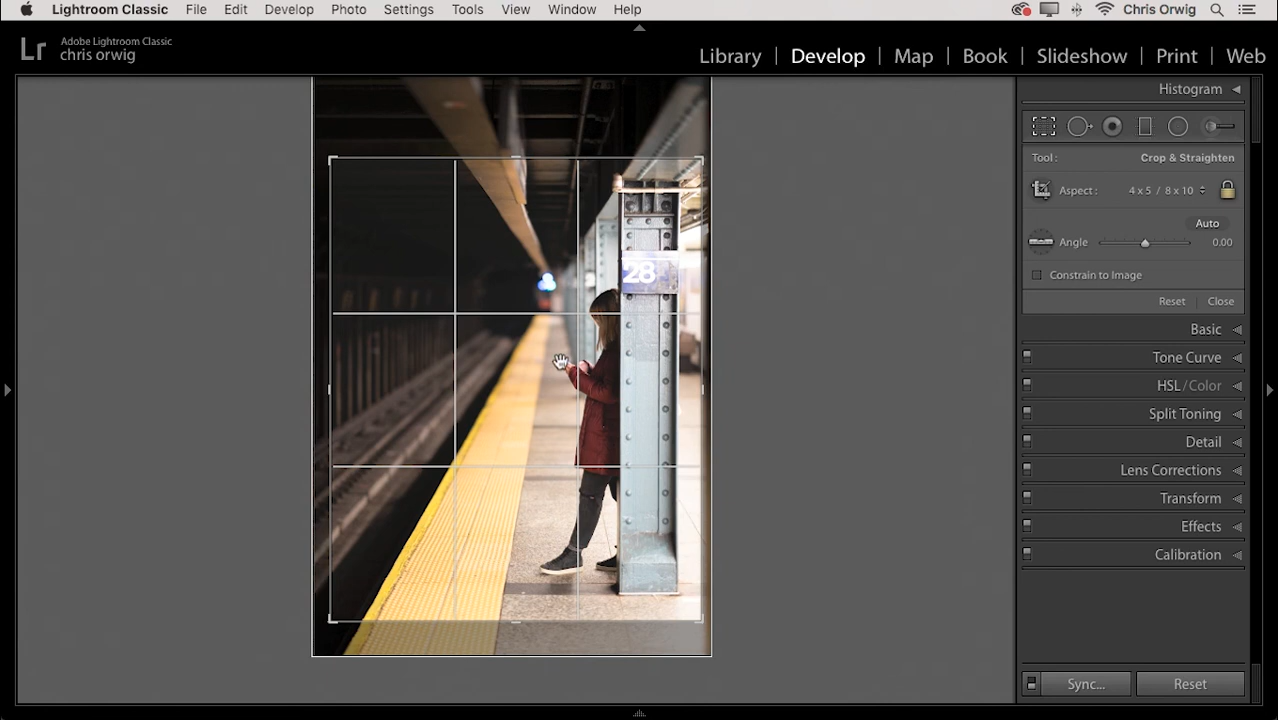 Lightroom Classic File Edit Develop Photo Settings Tools View Window Help Chris Orwig
Lr Adobe Lightroom Classic
chris orwig
Library | Develop | Map | Book | Slideshow | Print | Web
Histogram
Tool: Crop & Straighten
Aspect: 4 x 5 / 8 x 10
Auto
Angle 0.00
Constrain to Image
Reset | Close
Basic
Tone Curve
HSL / Color
Split Toning
Detail
Lens Corrections
Transform
Effects
Calibration
Sync... Reset
28